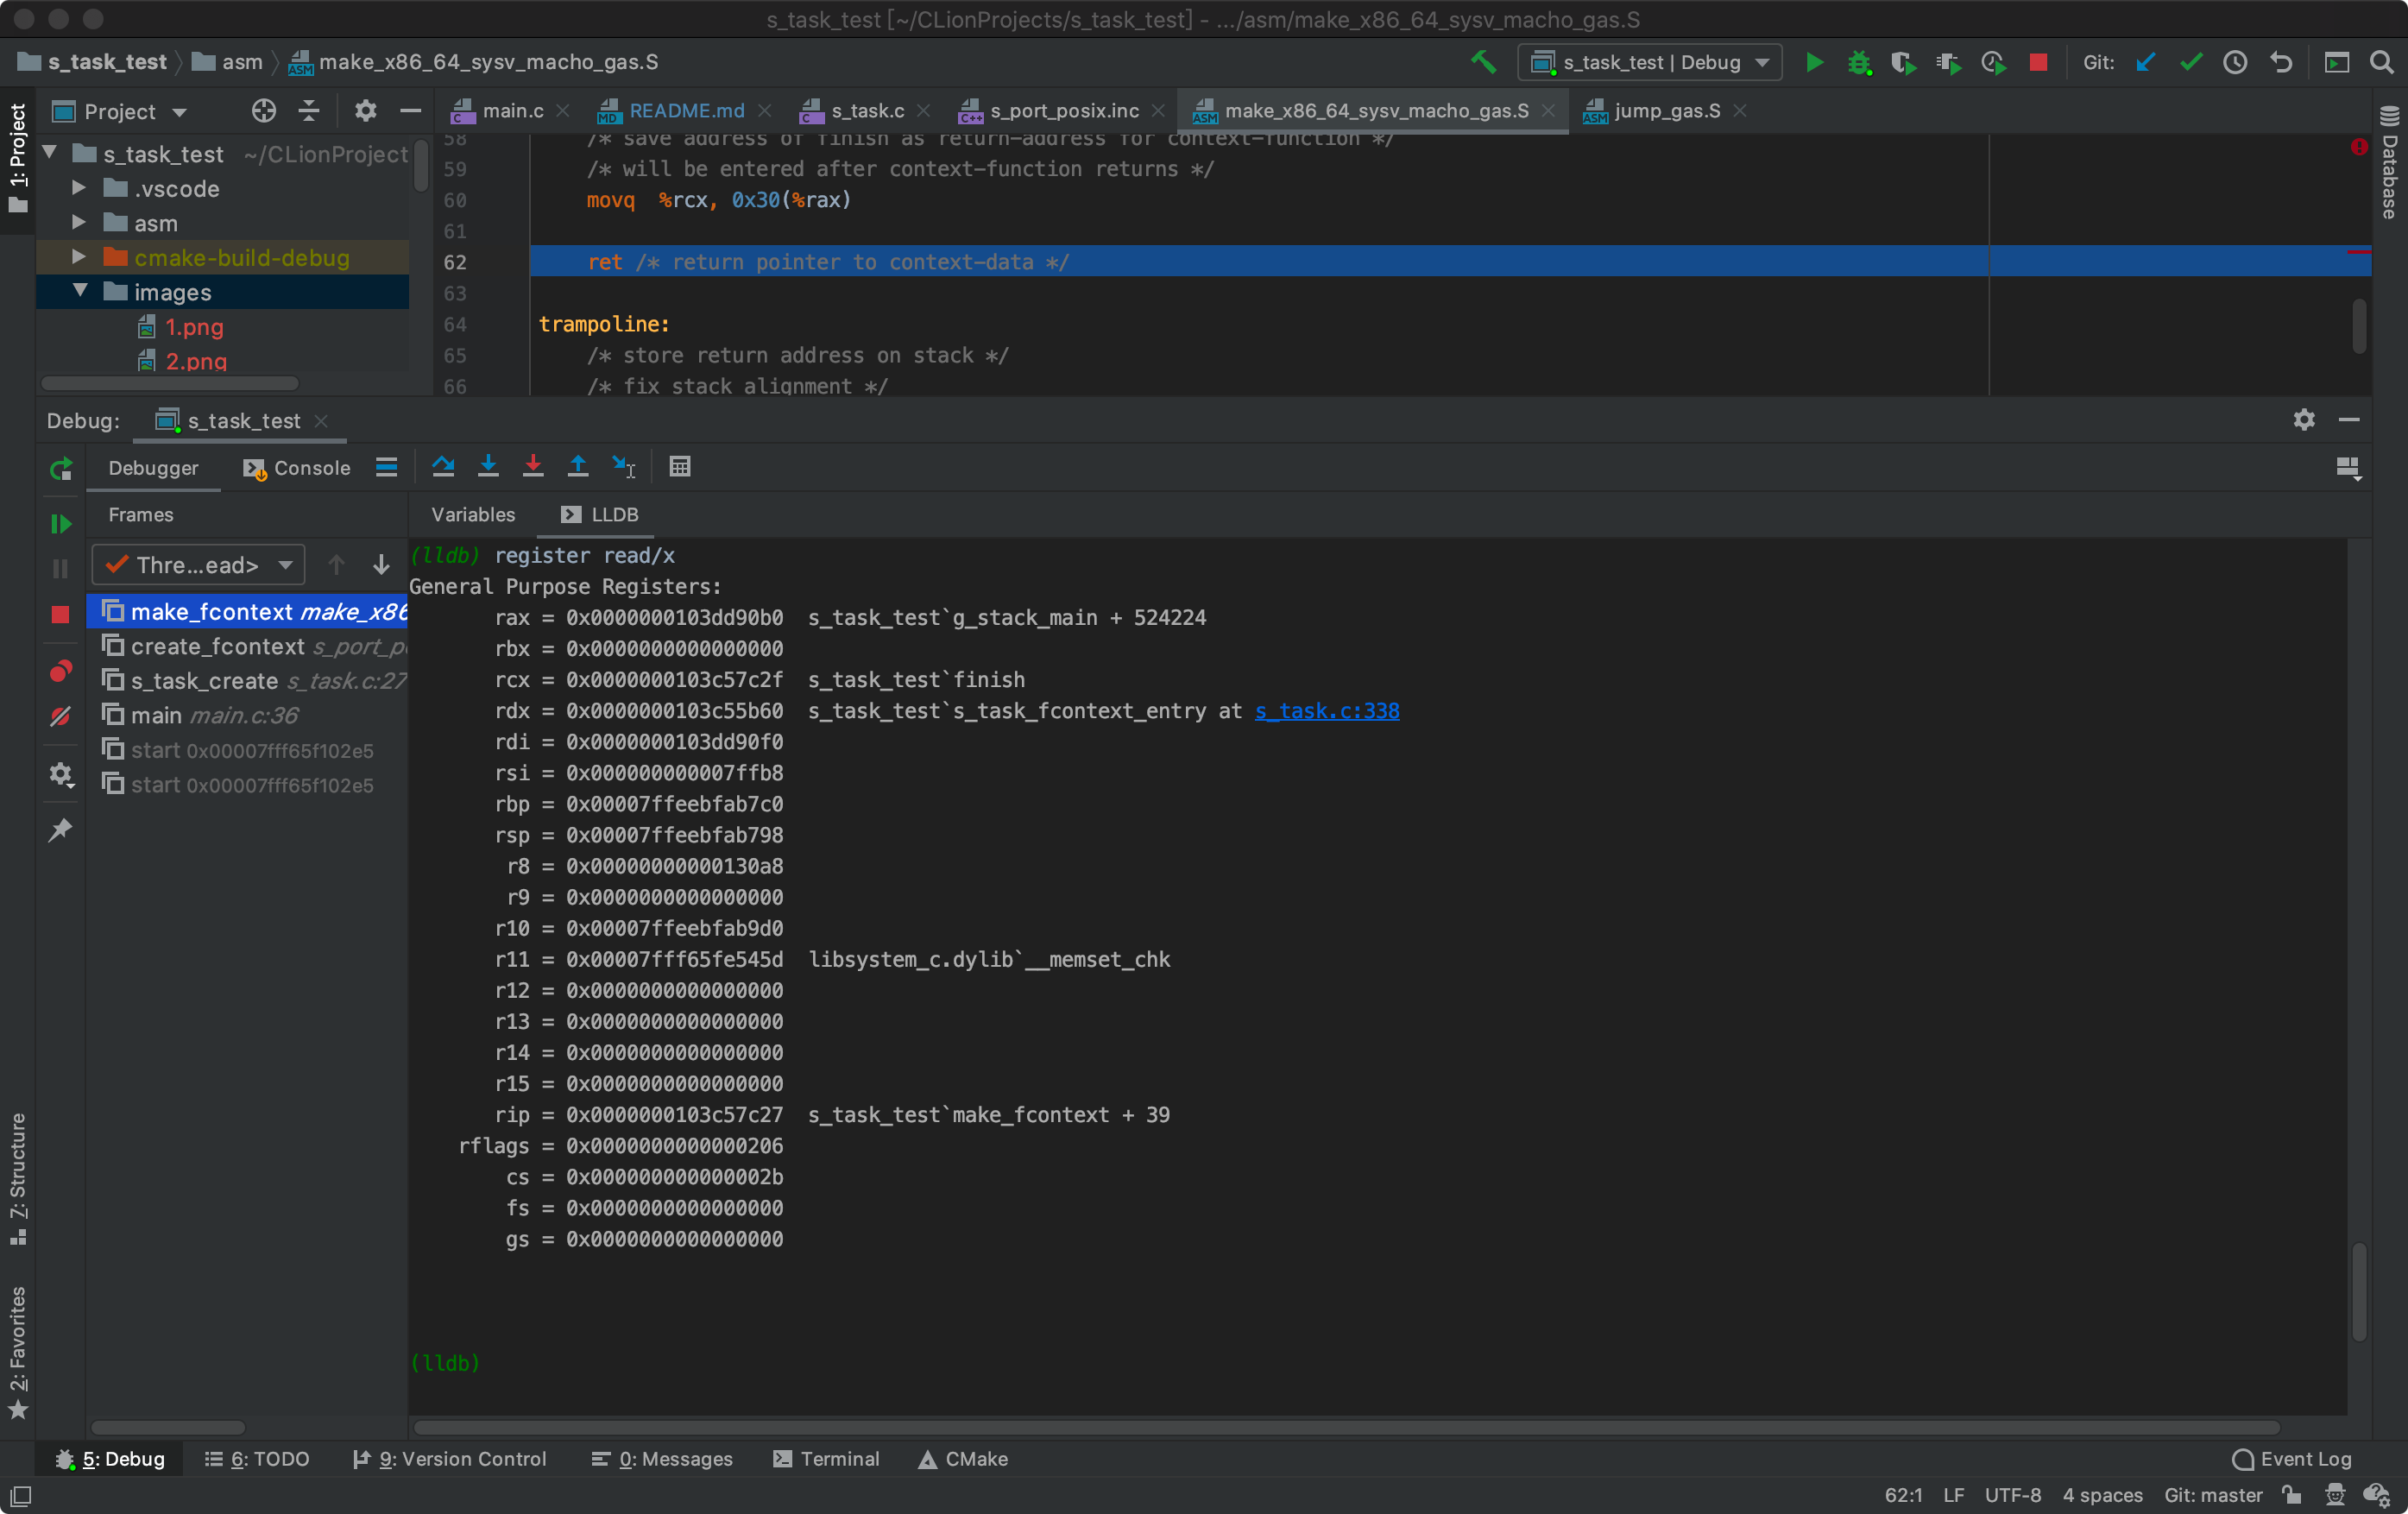 s_task_test [~/CLionProjects/s_task_test] - .../asm/make_x86_64_sysv_macho_gas.S
s_task_test asm make_x86_64_sysv_macho_gas.S
s_task_test | Debug
Git:
1: Project
Project
main.c README.md s_task.c s_port_posix.inc make_x86_64_sysv_macho_gas.S jump_gas.S
Database
s_task_test ~/CLionProject
.vscode
asm
cmake-build-debug
images
1.png
2.png
58 /* save address of finish as return-address for context-function */
59 /* will be entered after context-function returns */
60 movq %rcx, 0x30(%rax)
61
62 ret /* return pointer to context-data */
63
64 trampoline:
65 /* store return address on stack */
66 /* fix stack alignment */
Debug: s_task_test
Debugger Console
Frames
Variables LLDB
Thre...ead>
make_fcontext make_x86
create_fcontext s_port_p
s_task_create s_task.c:27
main main.c:36
start 0x00007fff65f102e5
start 0x00007fff65f102e5
(lldb) register read/x
General Purpose Registers:
rax = 0x0000000103dd90b0 s_task_test`g_stack_main + 524224
rbx = 0x0000000000000000
rcx = 0x0000000103c57c2f s_task_test`finish
rdx = 0x0000000103c55b60 s_task_test`s_task_fcontext_entry at s_task.c:338
rdi = 0x0000000103dd90f0
rsi = 0x000000000007ffb8
rbp = 0x00007ffeebfab7c0
rsp = 0x00007ffeebfab798
r8 = 0x00000000000130a8
r9 = 0x0000000000000000
r10 = 0x00007ffeebfab9d0
r11 = 0x00007fff65fe545d libsystem_c.dylib`__memset_chk
r12 = 0x0000000000000000
r13 = 0x0000000000000000
r14 = 0x0000000000000000
r15 = 0x0000000000000000
rip = 0x0000000103c57c27 s_task_test`make_fcontext + 39
rflags = 0x0000000000000206
cs = 0x000000000000002b
fs = 0x0000000000000000
gs = 0x0000000000000000
(lldb)
7: Structure
2: Favorites
5: Debug 6: TODO 9: Version Control 0: Messages Terminal CMake Event Log
62:1 LF UTF-8 4 spaces Git: master